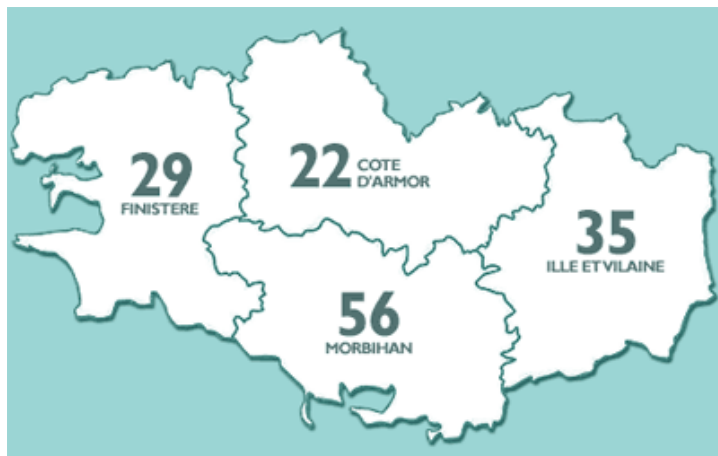 29
FINISTERE
22
COTE
D'ARMOR
35
ILLE ET VILAINE
56
MORBIHAN